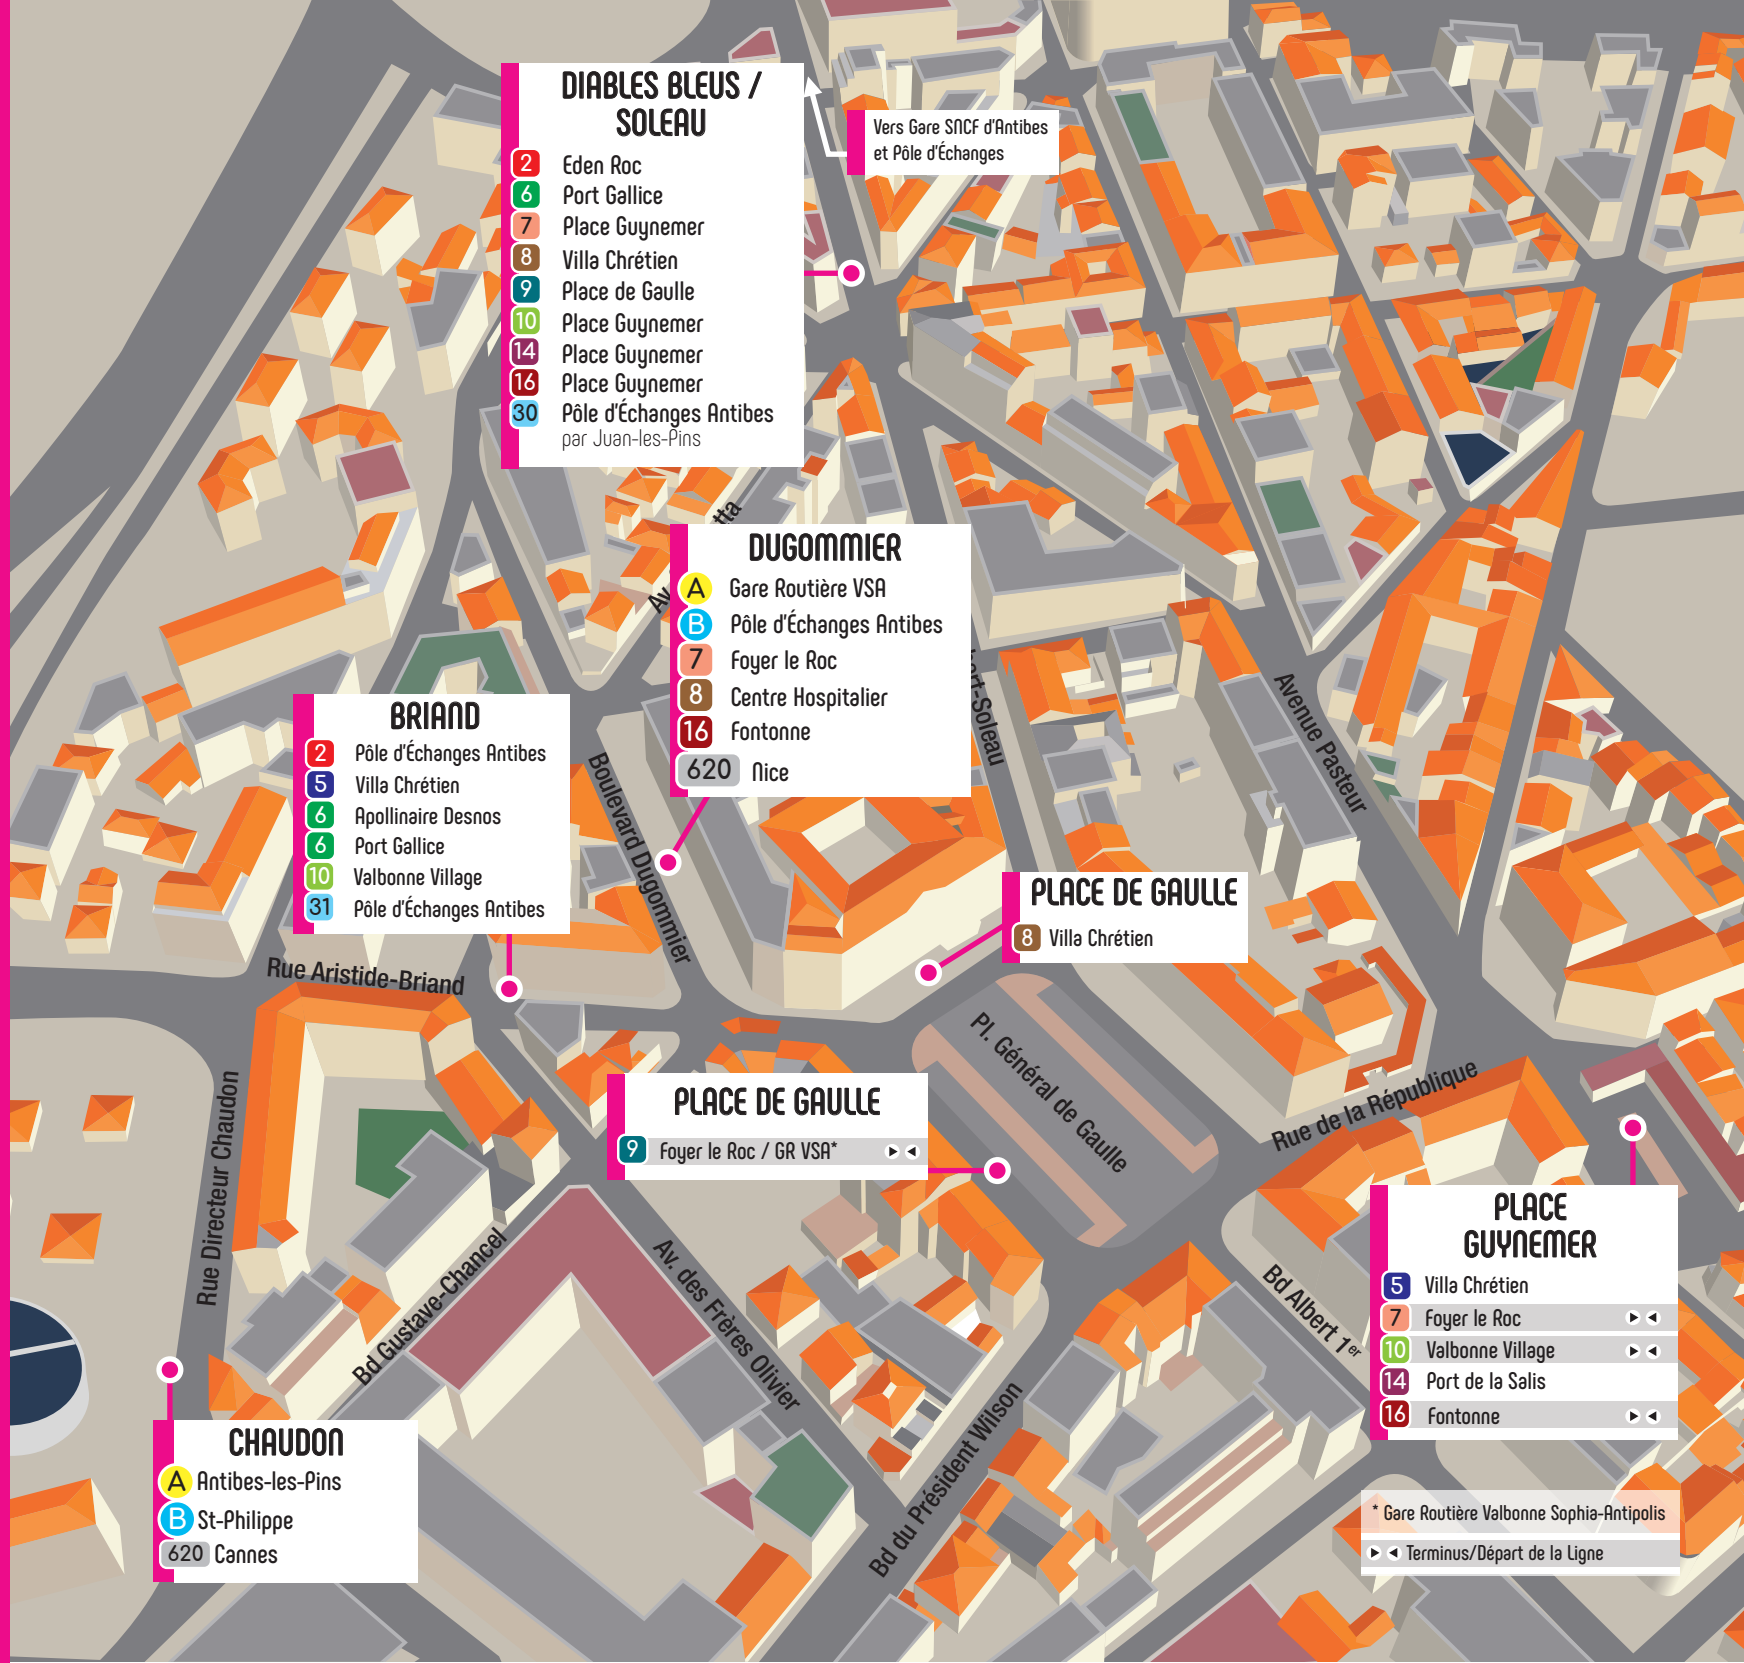 DIABLES BLEUS /
SOLEAU
2 Eden Roc
6 Port Gallice
7 Place Guynemer
8 Villa Chrétien
9 Place de Gaulle
10 Place Guynemer
14 Place Guynemer
16 Place Guynemer
30 Pôle d'Échanges Antibes
par Juan-les-Pins
Vers Gare SNCF d'Antibes
et Pôle d'Échanges
DUGOMMIER
A Gare Routière VSA
B Pôle d'Échanges Antibes
7 Foyer le Roc
8 Centre Hospitalier
16 Fontonne
620 Nice
BRIAND
2 Pôle d'Échanges Antibes
5 Villa Chrétien
6 Apollinaire Desnos
6 Port Gallice
10 Valbonne Village
31 Pôle d'Échanges Antibes
Av
tta
Soleau
Avenue Pasteur
Boulevard Dugommier
PLACE DE GAULLE
8 Villa Chrétien
Rue Aristide-Briand
Pl. Général de Gaulle
PLACE DE GAULLE
9 Foyer le Roc / GR VSA*
Rue de la République
Rue Directeur Chaudon
Bd Gustave-Chancel
Av. des Frères Olivier
Bd Albert 1er
Bd du Président Wilson
PLACE
GUYNEMER
5 Villa Chrétien
7 Foyer le Roc
10 Valbonne Village
14 Port de la Salis
16 Fontonne
CHAUDON
A Antibes-les-Pins
B St-Philippe
620 Cannes
* Gare Routière Valbonne Sophia-Antipolis
Terminus/Départ de la Ligne